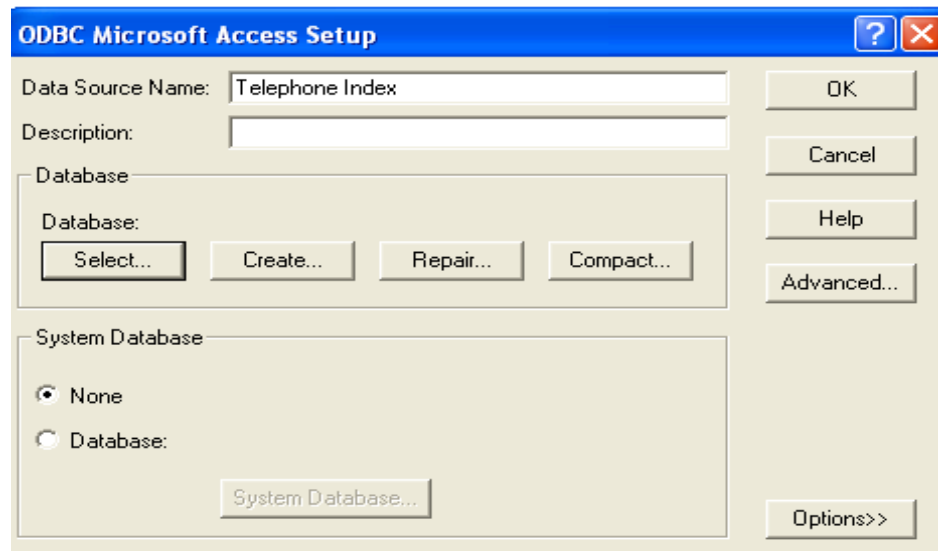 ODBC Microsoft Access Setup
Data Source Name: Telephone Index
OK
Description:
Cancel
Database
Database:
Help
Select... Create... Repair... Compact...
Advanced...
System Database
None
Database:
System Database...
Options>>